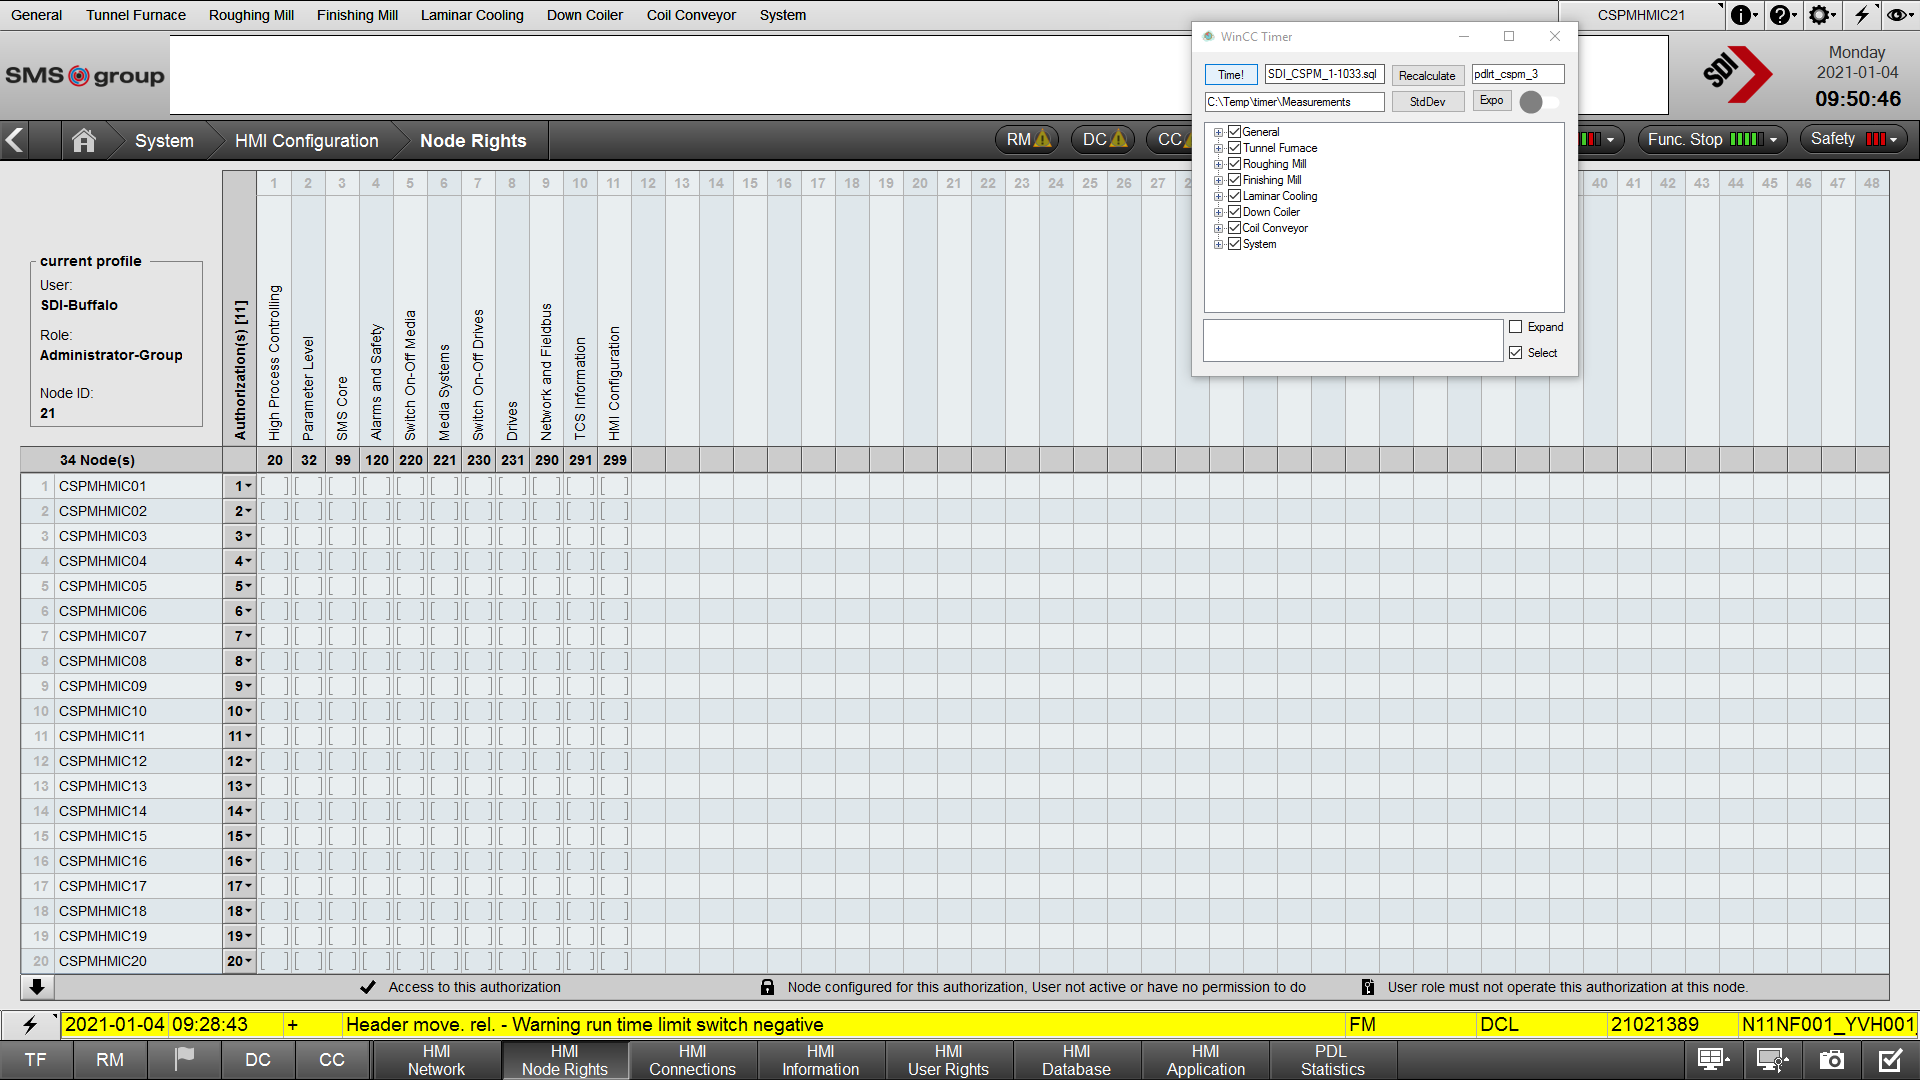 General Tunnel Furnace Roughing Mill Finishing Mill Laminar Cooling Down Coiler Coil Conveyor System CSPMHMIC21
SMS group
SDI
Monday
2021-01-04
09:50:46
System HMI Configuration Node Rights RM DC CC Func. Stop Safety
WinCC Timer
Time! SDI_CSPM_1-1033.sql Recalculate pdlrt_cspm_3
C:\Temp\timer\Measurements StdDev Expo
General
Tunnel Furnace
Roughing Mill
Finishing Mill
Laminar Cooling
Down Coiler
Coil Conveyor
System
Expand
Select
1 2 3 4 5 6 7 8 9 10 11 12 13 14 15 16 17 18 19 20 21 22 23 24 25 26 27 40 41 42 43 44 45 46 47 48
current profile
User:
SDI-Buffalo
Role:
Administrator-Group
Node ID:
21
Authorization(s) [11]
High Process Controlling
Parameter Level
SMS Core
Alarms and Safety
Switch On-Off Media
Media Systems
Switch On-Off Drives
Drives
Network and Fieldbus
TCS Information
HMI Configuration
34 Node(s) 20 32 99 120 220 221 230 231 290 291 299
1 CSPMHMIC01 1
2 CSPMHMIC02 2
3 CSPMHMIC03 3
4 CSPMHMIC04 4
5 CSPMHMIC05 5
6 CSPMHMIC06 6
7 CSPMHMIC07 7
8 CSPMHMIC08 8
9 CSPMHMIC09 9
10 CSPMHMIC10 10
11 CSPMHMIC11 11
12 CSPMHMIC12 12
13 CSPMHMIC13 13
14 CSPMHMIC14 14
15 CSPMHMIC15 15
16 CSPMHMIC16 16
17 CSPMHMIC17 17
18 CSPMHMIC18 18
19 CSPMHMIC19 19
20 CSPMHMIC20 20
Access to this authorization Node configured for this authorization, User not active or have no permission to do User role must not operate this authorization at this node.
2021-01-04 09:28:43 + Header move. rel. - Warning run time limit switch negative FM DCL 21021389 N11NF001_YVH001
TF RM DC CC HMI Network HMI Node Rights HMI Connections HMI Information HMI User Rights HMI Database HMI Application PDL Statistics